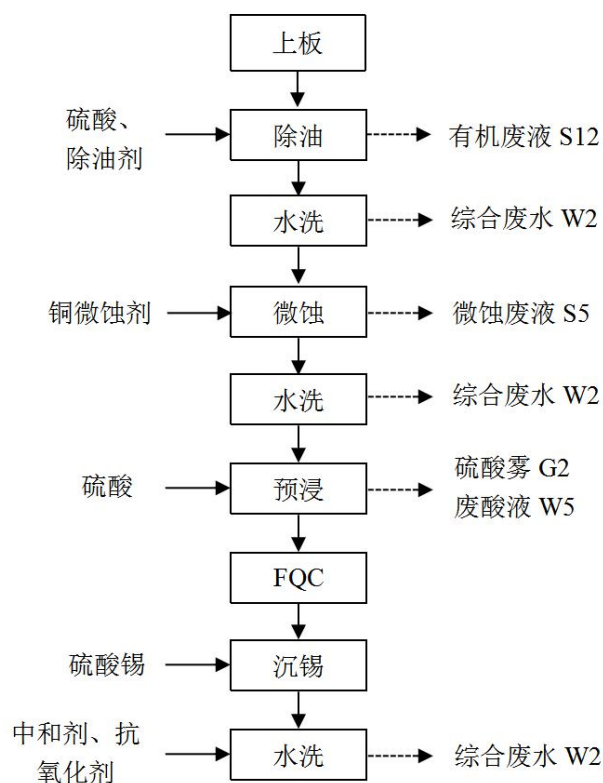 上板
硫酸、
除油剂
除油
有机废液 S12
水洗
综合废水 W2
铜微蚀剂
微蚀
微蚀废液 S5
水洗
综合废水 W2
硫酸
预浸
硫酸雾 G2
废酸液 W5
FQC
硫酸锡
沉锡
中和剂、抗
氧化剂
水洗
综合废水 W2